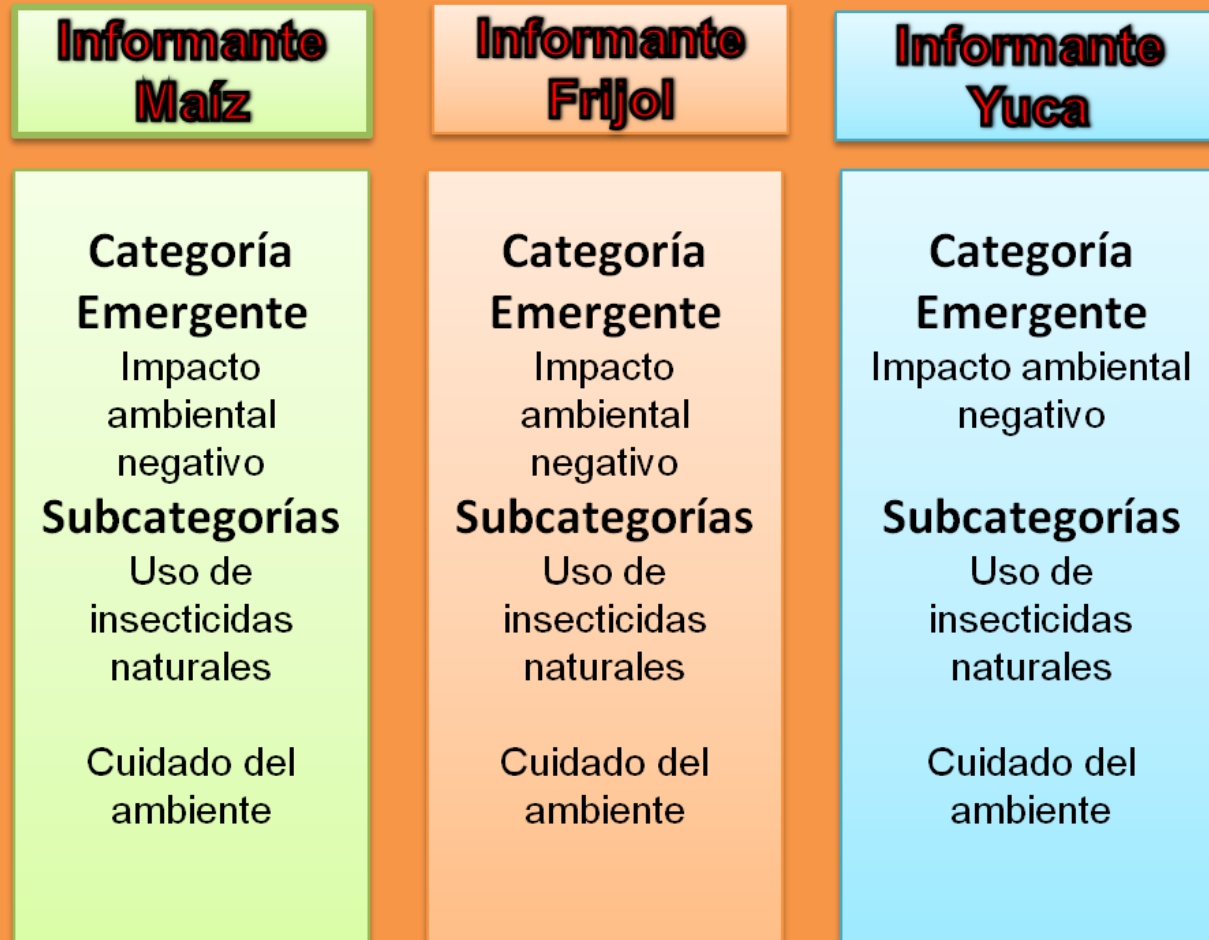 Informante
Maíz
Categoría
Emergente
Impacto
ambiental
negativo
Subcategorías
Uso de
insecticidas
naturales
Cuidado del
ambiente
Informante
Frijol
Categoría
Emergente
Impacto
ambiental
negativo
Subcategorías
Uso de
insecticidas
naturales
Cuidado del
ambiente
Informante
Yuca
Categoría
Emergente
Impacto ambiental
negativo
Subcategorías
Uso de
insecticidas
naturales
Cuidado del
ambiente